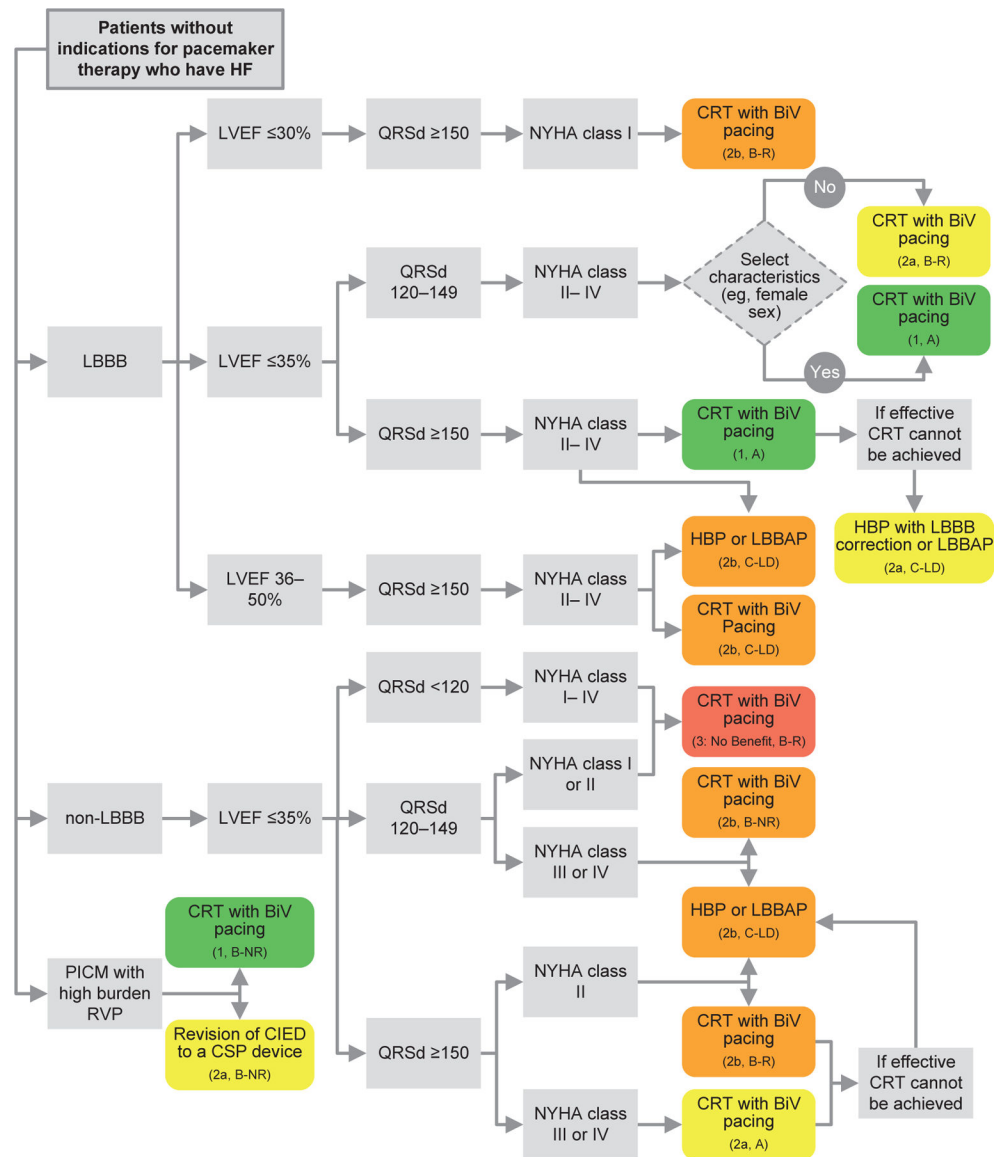 Patients without
indications for pacemaker
therapy who have HF
LVEF ≤30%
QRSd ≥150
NYHA class I
CRT with BiV
pacing
(2b, B-R)
No
CRT with BiV
pacing
(2a, B-R)
QRSd
120–149
NYHA class
II– IV
Select
characteristics
(eg, female
sex)
CRT with BiV
pacing
(1, A)
LBBB
LVEF ≤35%
Yes
QRSd ≥150
NYHA class
II– IV
CRT with BiV
pacing
(1, A)
If effective
CRT cannot
be achieved
HBP or LBBAP
(2b, C-LD)
HBP with LBBB
correction or LBBAP
(2a, C-LD)
LVEF 36–
50%
QRSd ≥150
NYHA class
II– IV
CRT with BiV
Pacing
(2b, C-LD)
QRSd <120
NYHA class
I– IV
CRT with BiV
pacing
(3: No Benefit, B-R)
NYHA class I
or II
non-LBBB
LVEF ≤35%
QRSd
120–149
CRT with BiV
pacing
(2b, B-NR)
NYHA class
III or IV
CRT with BiV
pacing
(1, B-NR)
HBP or LBBAP
(2b, C-LD)
PICM with
high burden
RVP
NYHA class
II
Revision of CIED
to a CSP device
(2a, B-NR)
QRSd ≥150
CRT with BiV
pacing
(2b, B-R)
If effective
CRT cannot
be achieved
NYHA class
III or IV
CRT with BiV
pacing
(2a, A)